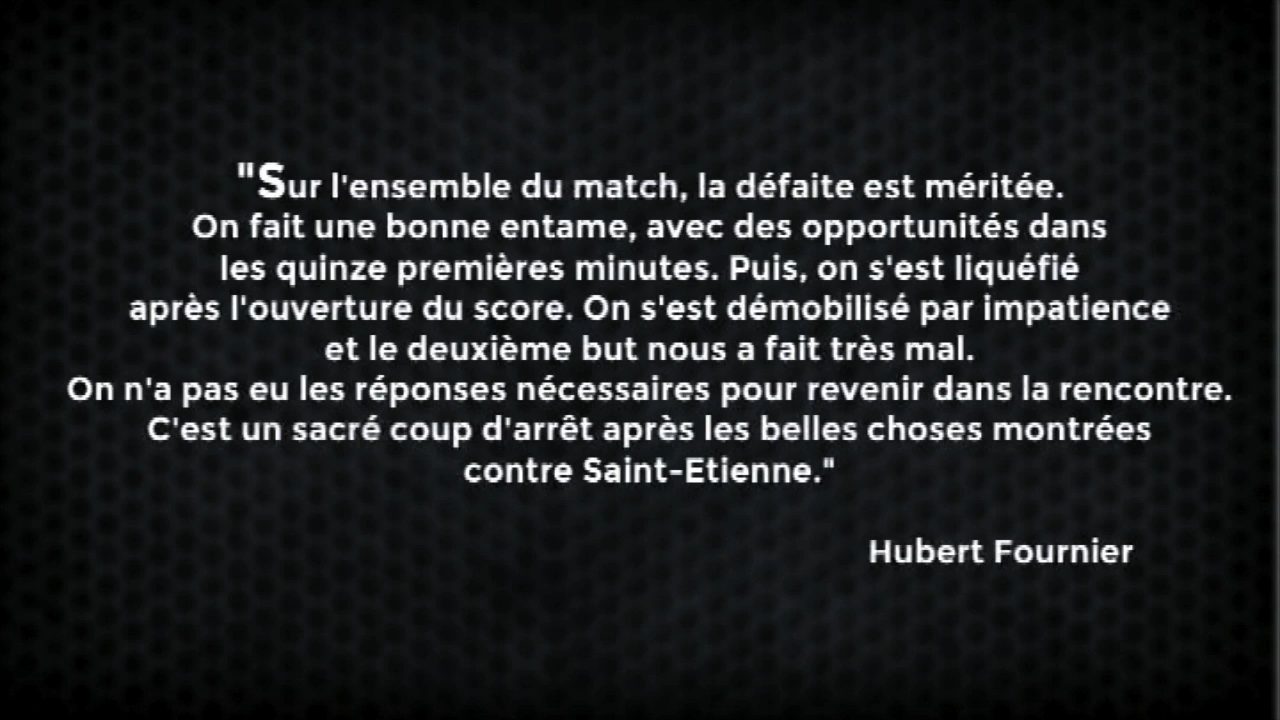 "Sur l'ensemble du match, la défaite est méritée.
On fait une bonne entame, avec des opportunités dans
les quinze premières minutes. Puis, on s'est liquéfié
après l'ouverture du score. On s'est démobilisé par impatience
et le deuxième but nous a fait très mal.
On n'a pas eu les réponses nécessaires pour revenir dans la rencontre.
C'est un sacré coup d'arrêt après les belles choses montrées
contre Saint-Etienne."
Hubert Fournier